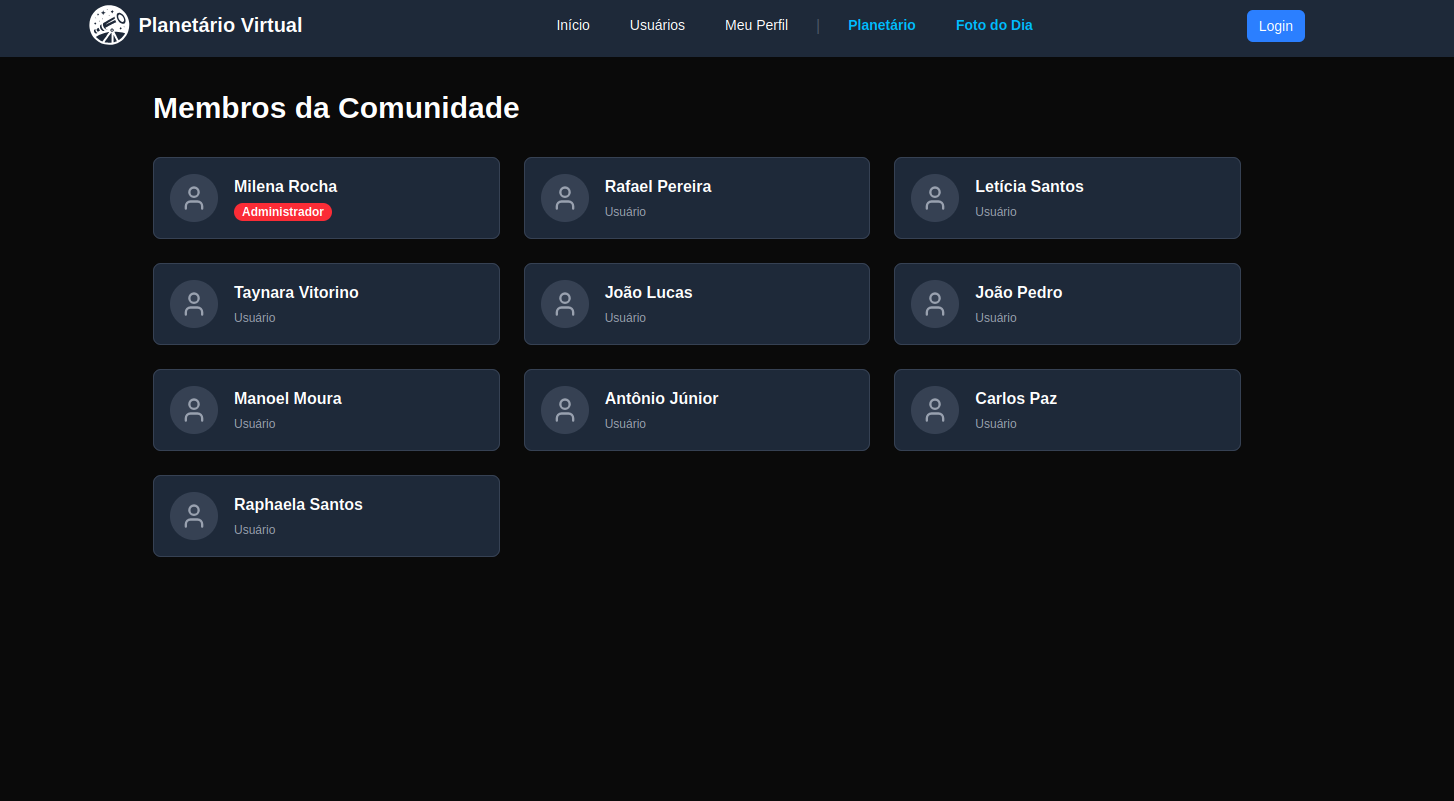 Planetário Virtual
Início Usuários Meu Perfil | Planetário Foto do Dia
Login
Membros da Comunidade
Milena Rocha
Administrador
Rafael Pereira
Usuário
Letícia Santos
Usuário
Taynara Vitorino
Usuário
João Lucas
Usuário
João Pedro
Usuário
Manoel Moura
Usuário
Antônio Júnior
Usuário
Carlos Paz
Usuário
Raphaela Santos
Usuário